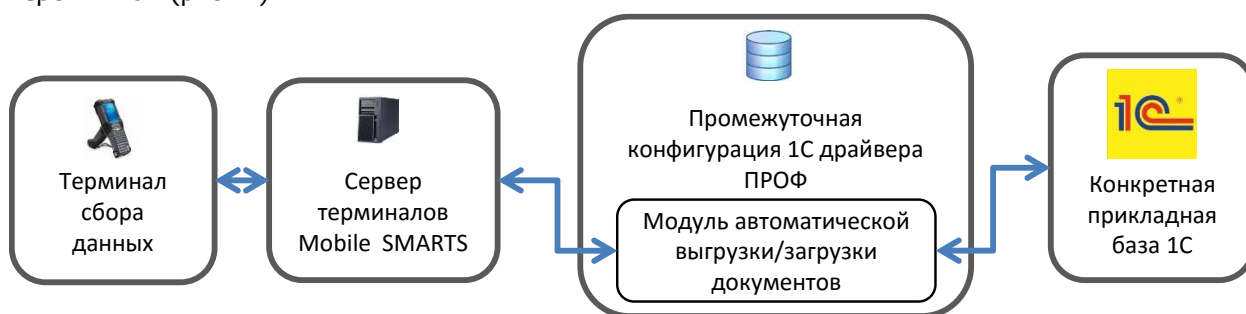 Терминал
сбора
данных
Сервер
терминалов
Mobile SMARTS
Промежуточная
конфигурация 1С драйвера
ПРОФ
Модуль автоматической
выгрузки/загрузки
документов
1С ®
Конкретная
прикладная
база 1С